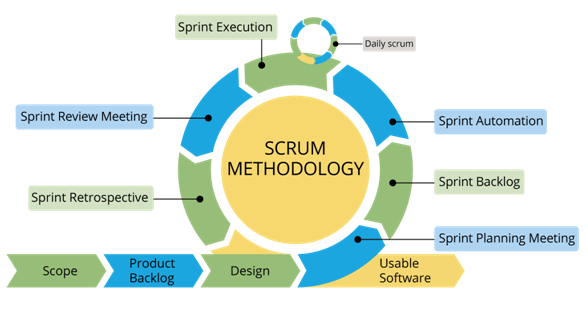 Sprint Execution
Daily scrum
Sprint Review Meeting
Sprint Automation
SCRUM
METHODOLOGY
Sprint Retrospective
Sprint Backlog
Sprint Planning Meeting
Scope
Product
Backlog
Design
Usable
Software